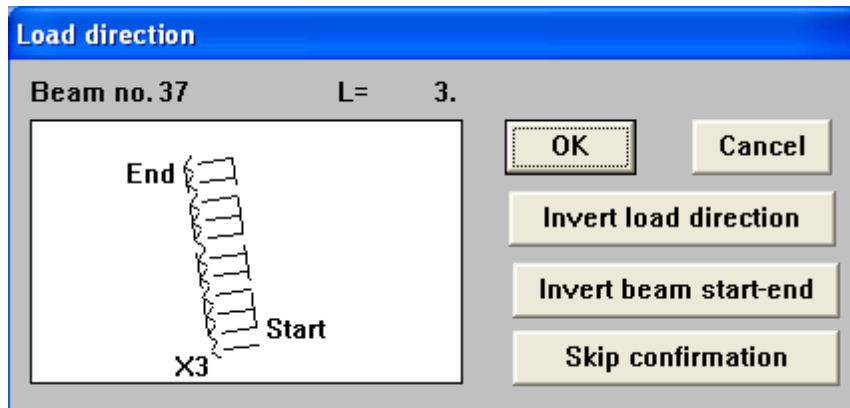 Load direction
Beam no. 37 L= 3.
End
Start
X3
OK
Cancel
Invert load direction
Invert beam start-end
Skip confirmation